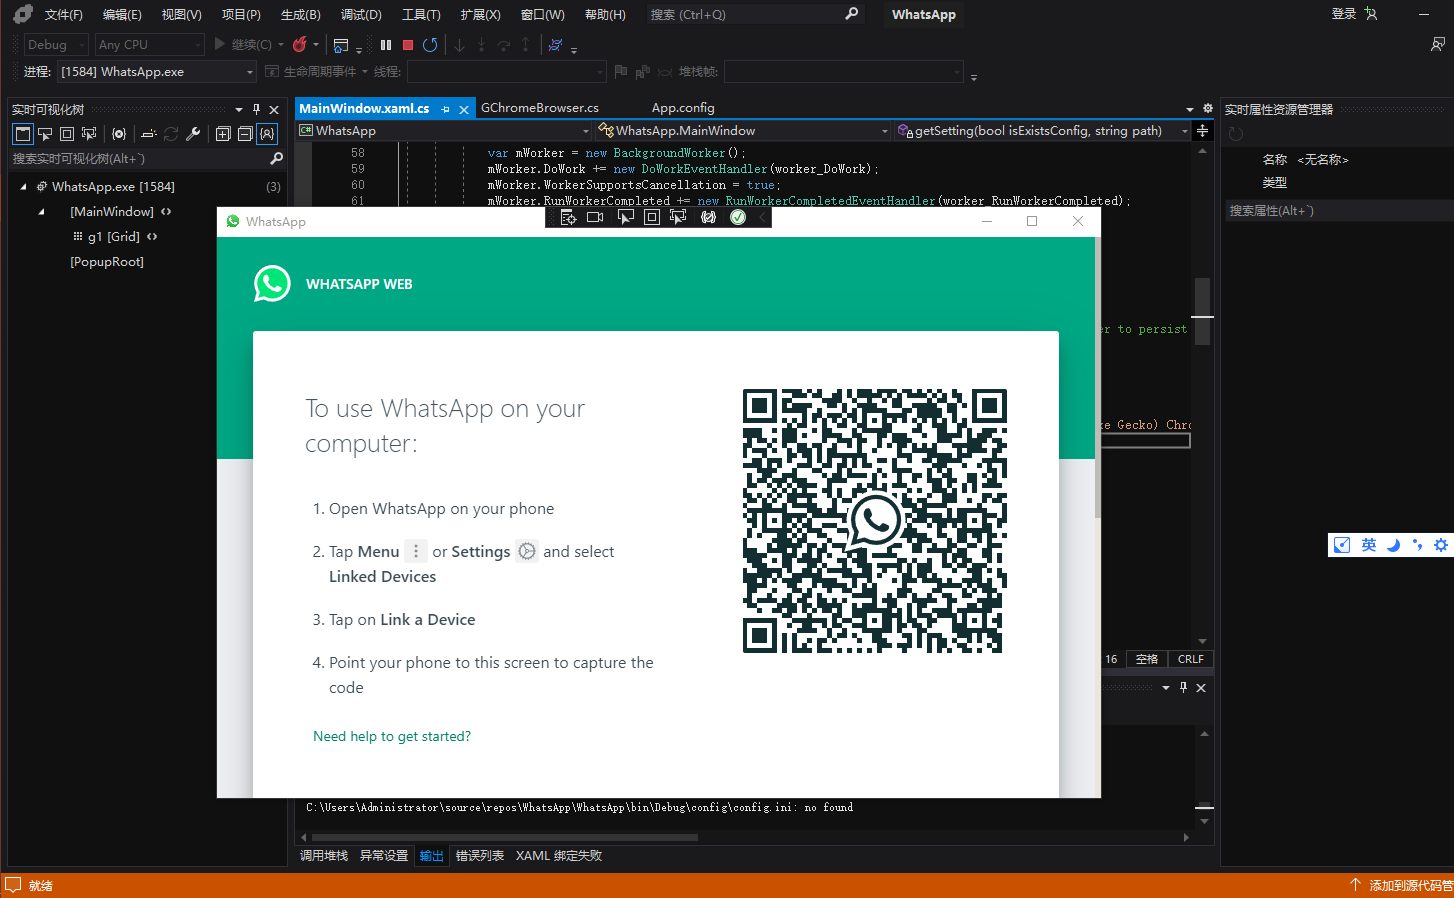 文件(F) 编辑(E) 视图(V) 项目(P) 生成(B) 调试(D) 工具(T) 扩展(X) 窗口(W) 帮助(H) 搜索 (Ctrl+Q) WhatsApp 登录
Debug Any CPU 继续(C)
进程: [1584] WhatsApp.exe 生命周期事件 线程: 堆栈帧:
实时可视化树
搜索实时可视化树(Alt+`)
WhatsApp.exe [1584] (3)
[MainWindow]
g1 [Grid]
[PopupRoot]
MainWindow.xaml.cs GChromeBrowser.cs App.config
WhatsApp WhatsApp.MainWindow getSetting(bool isExistsConfig, string path)
58 var mWorker = new BackgroundWorker();
59 mWorker.DoWork += new DoWorkEventHandler(worker_DoWork);
60 mWorker.WorkerSupportsCancellation = true;
61 mWorker.RunWorkerCompleted += new RunWorkerCompletedEventHandler(worker_RunWorkerCompleted);
er to persist
ke Gecko) Chro
16 空格 CRLF
WhatsApp
WHATSAPP WEB
To use WhatsApp on your
computer:
1. Open WhatsApp on your phone
2. Tap Menu or Settings and select
Linked Devices
3. Tap on Link a Device
4. Point your phone to this screen to capture the
code
Need help to get started?
C:\Users\Administrator\source\repos\WhatsApp\WhatsApp\bin\Debug\config\config.ini: no found
调用堆栈 异常设置 输出 错误列表 XAML 绑定失败
实时属性资源管理器
名称 <无名称>
类型
搜索属性(Alt+`)
英
就绪 添加到源代码管